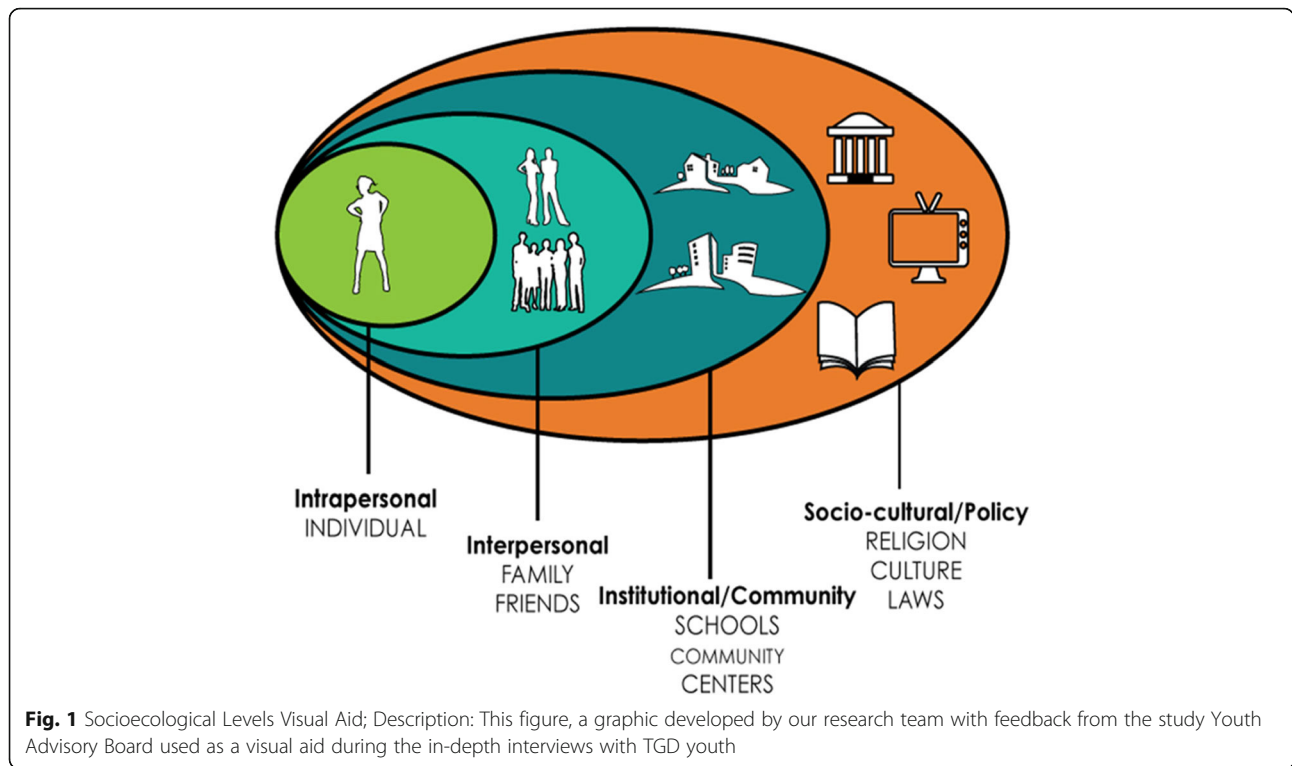 Intrapersonal
INDIVIDUAL
Interpersonal
FAMILY
FRIENDS
Institutional/Community
SCHOOLS
COMMUNITY
CENTERS
Socio-cultural/Policy
RELIGION
CULTURE
LAWS
Fig. 1 Socioecological Levels Visual Aid; Description: This figure, a graphic developed by our research team with feedback from the study Youth
Advisory Board used as a visual aid during the in-depth interviews with TGD youth